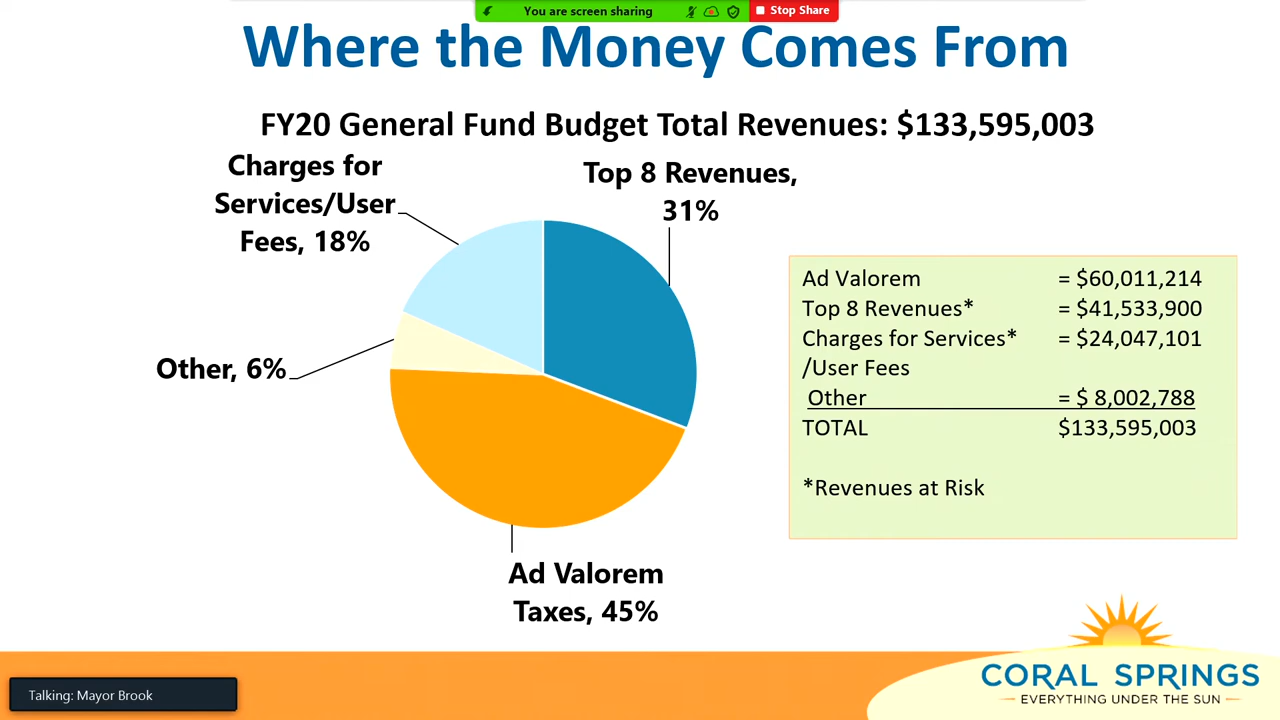 You are screen sharing
Stop Share
Where the Money Comes From
FY20 General Fund Budget Total Revenues: $133,595,003
Charges for
Services/User
Fees, 18%
Top 8 Revenues,
31%
Other, 6%
Ad Valorem
Taxes, 45%
Ad Valorem = $60,011,214
Top 8 Revenues* = $41,533,900
Charges for Services* = $24,047,101
/User Fees
Other = $ 8,002,788
TOTAL $133,595,003
*Revenues at Risk
Talking: Mayor Brook
CORAL SPRINGS
EVERYTHING UNDER THE SUN